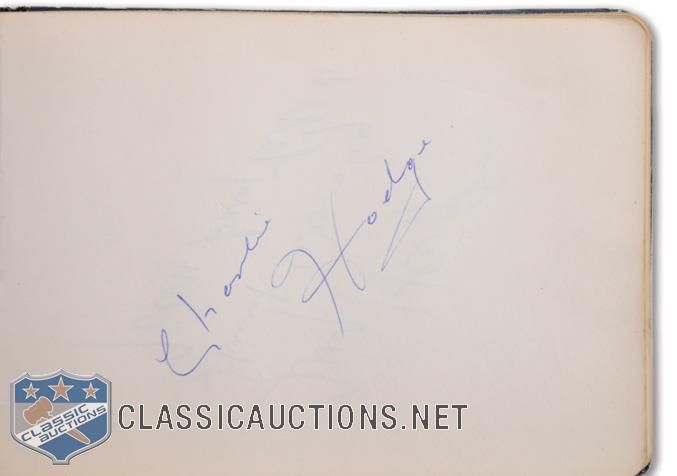 Charlie
Hodge
CLASSIC
AUCTIONS
CLASSICAUCTIONS.NET